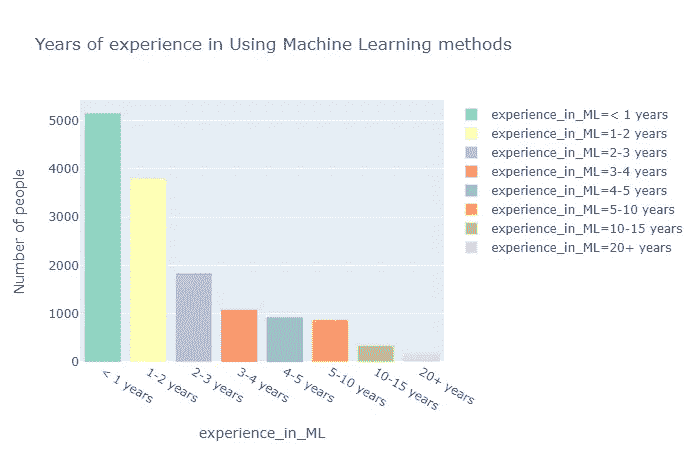 Years of experience in Using Machine Learning methods
experience_in_ML=< 1 years
experience_in_ML=1-2 years
experience_in_ML=2-3 years
experience_in_ML=3-4 years
experience_in_ML=4-5 years
experience_in_ML=5-10 years
experience_in_ML=10-15 years
experience_in_ML=20+ years
Number of people
5000
4000
3000
2000
1000
0
< 1 years
1-2 years
2-3 years
3-4 years
4-5 years
5-10 years
10-15 years
20+ years
experience_in_ML